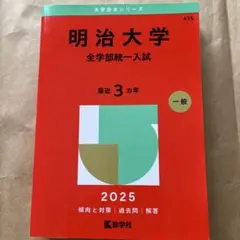 大学赤本シリーズ
415
明治大学
全学部統一入試
最近3カ年
一般
2025
傾向と対策|過去問|解答
教学社